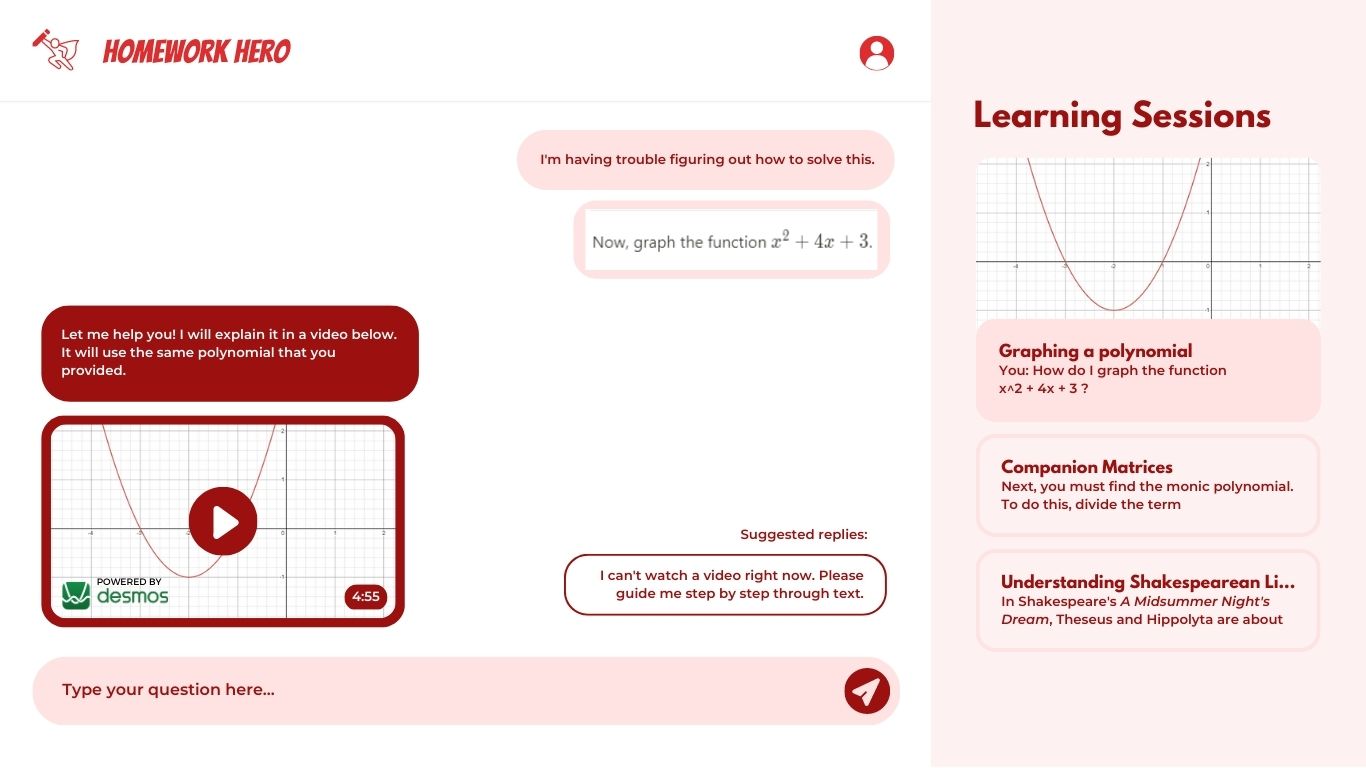 HOMEWORK HERO
I'm having trouble figuring out how to solve this.
Now, graph the function x² + 4x + 3.
Let me help you! I will explain it in a video below.
It will use the same polynomial that you
provided.
2
1
-4
-3
-2
0
1
2
-1
POWERED BY
desmos
4:55
Suggested replies:
I can't watch a video right now. Please
guide me step by step through text.
Type your question here...
Learning Sessions
2
1
-4
-3
-2
-1
0
1
2
-1
Graphing a polynomial
You: How do I graph the function
x^2 + 4x + 3 ?
Companion Matrices
Next, you must find the monic polynomial.
To do this, divide the term
Understanding Shakespearean Li...
In Shakespeare's A Midsummer Night's
Dream, Theseus and Hippolyta are about